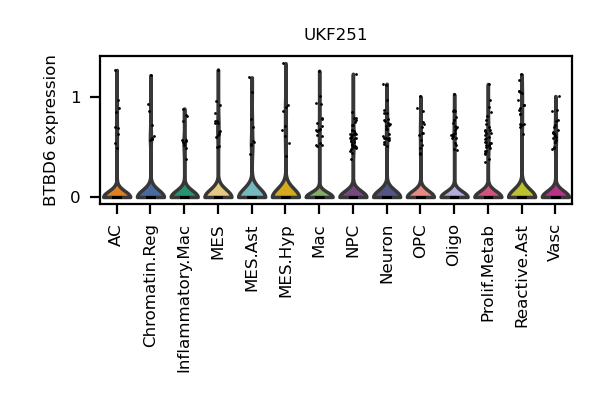 UKF251
BTBD6 expression
1
0
AC
Chromatin.Reg
Inflammatory.Mac
MES
MES.Ast
MES.Hyp
Mac
NPC
Neuron
OPC
Oligo
Prolif.Metab
Reactive.Ast
Vasc